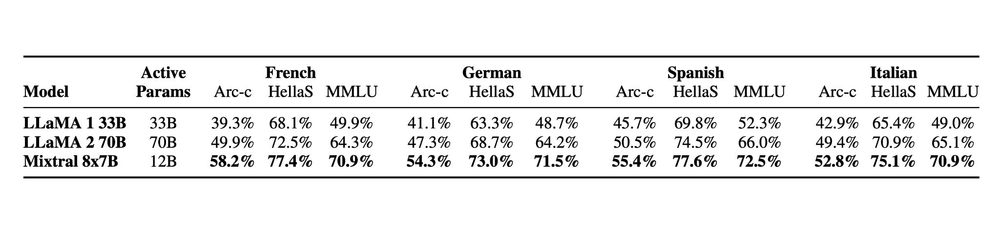 Active French German Spanish Italian
Model Params Arc-c HellaS MMLU Arc-c HellaS MMLU Arc-c HellaS MMLU Arc-c HellaS MMLU
LLaMA 1 33B 33B 39.3% 68.1% 49.9% 41.1% 63.3% 48.7% 45.7% 69.8% 52.3% 42.9% 65.4% 49.0%
LLaMA 2 70B 70B 49.9% 72.5% 64.3% 47.3% 68.7% 64.2% 50.5% 74.5% 66.0% 49.4% 70.9% 65.1%
Mixtral 8x7B 12B 58.2% 77.4% 70.9% 54.3% 73.0% 71.5% 55.4% 77.6% 72.5% 52.8% 75.1% 70.9%